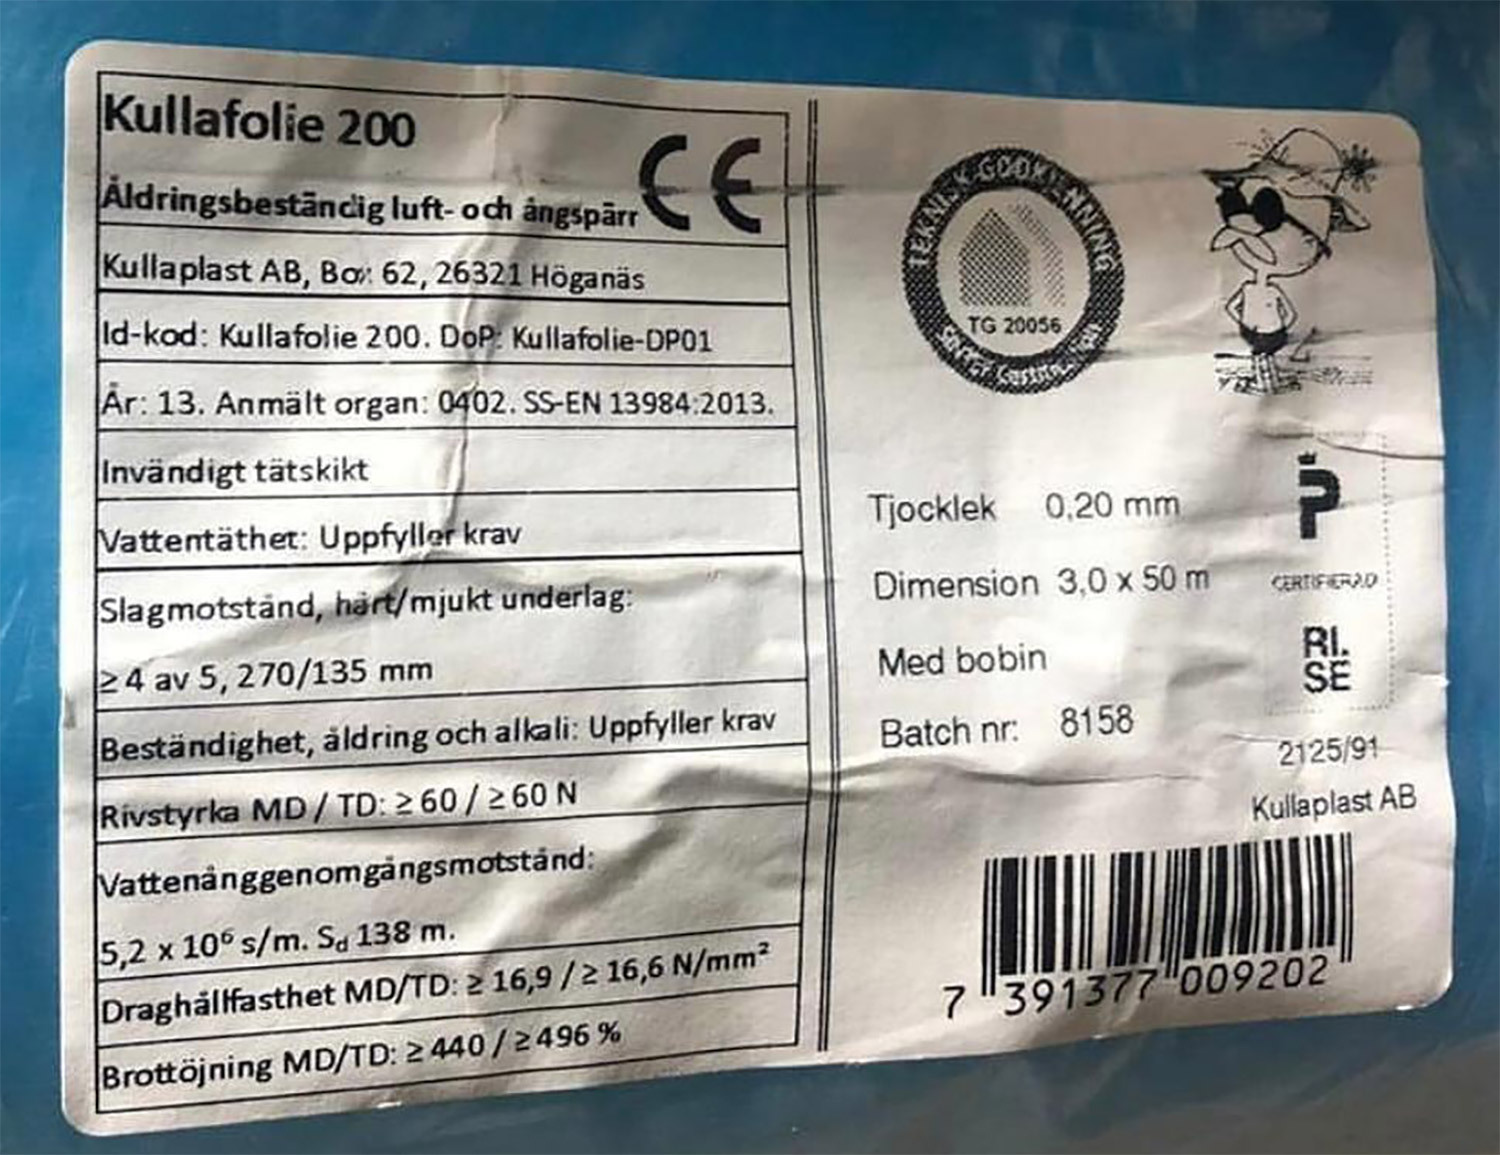 Kullafolie 200
CE
Åldringsbeständig luft- och ångspärr
Kullaplast AB, Box 62, 26321 Höganäs
Id-kod: Kullafolie 200. DoP: Kullafolie-DP01
År: 13. Anmält organ: 0402. SS-EN 13984:2013.
Invändigt tätskikt
Vattentäthet: Uppfyller krav
Slagmotstånd, hårt/mjukt underlag:
≥ 4 av 5, 270/135 mm
Beständighet, åldring och alkali: Uppfyller krav
Rivstyrka MD / TD: ≥ 60 / ≥ 60 N
Vattenånggenomgångsmotstånd:
5,2 x 10⁶ s/m. Sd 138 m.
Draghållfasthet MD/TD: ≥ 16,9 / ≥ 16,6 N/mm²
Brottöjning MD/TD: ≥ 440 / ≥ 496 %
TEKNISK GODKÄNNING
TG 20056
Tjocklek 0,20 mm
Dimension 3,0 x 50 m
Med bobin
Batch nr: 8158
P
CERTIFIERAD
RI.
SE
2125/91
Kullaplast AB
7 391377 009202